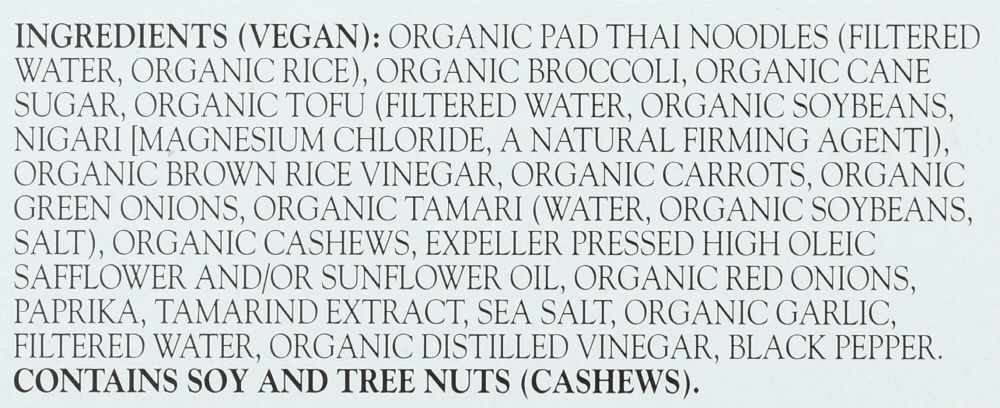 INGREDIENTS (VEGAN): ORGANIC PAD THAI NOODLES (FILTERED
WATER, ORGANIC RICE), ORGANIC BROCCOLI, ORGANIC CANE
SUGAR, ORGANIC TOFU (FILTERED WATER, ORGANIC SOYBEANS,
NIGARI [MAGNESIUM CHLORIDE, A NATURAL FIRMING AGENT]),
ORGANIC BROWN RICE VINEGAR, ORGANIC CARROTS, ORGANIC
GREEN ONIONS, ORGANIC TAMARI (WATER, ORGANIC SOYBEANS,
SALT), ORGANIC CASHEWS, EXPELLER PRESSED HIGH OLEIC
SAFFLOWER AND/OR SUNFLOWER OIL, ORGANIC RED ONIONS,
PAPRIKA, TAMARIND EXTRACT, SEA SALT, ORGANIC GARLIC,
FILTERED WATER, ORGANIC DISTILLED VINEGAR, BLACK PEPPER.
CONTAINS SOY AND TREE NUTS (CASHEWS).